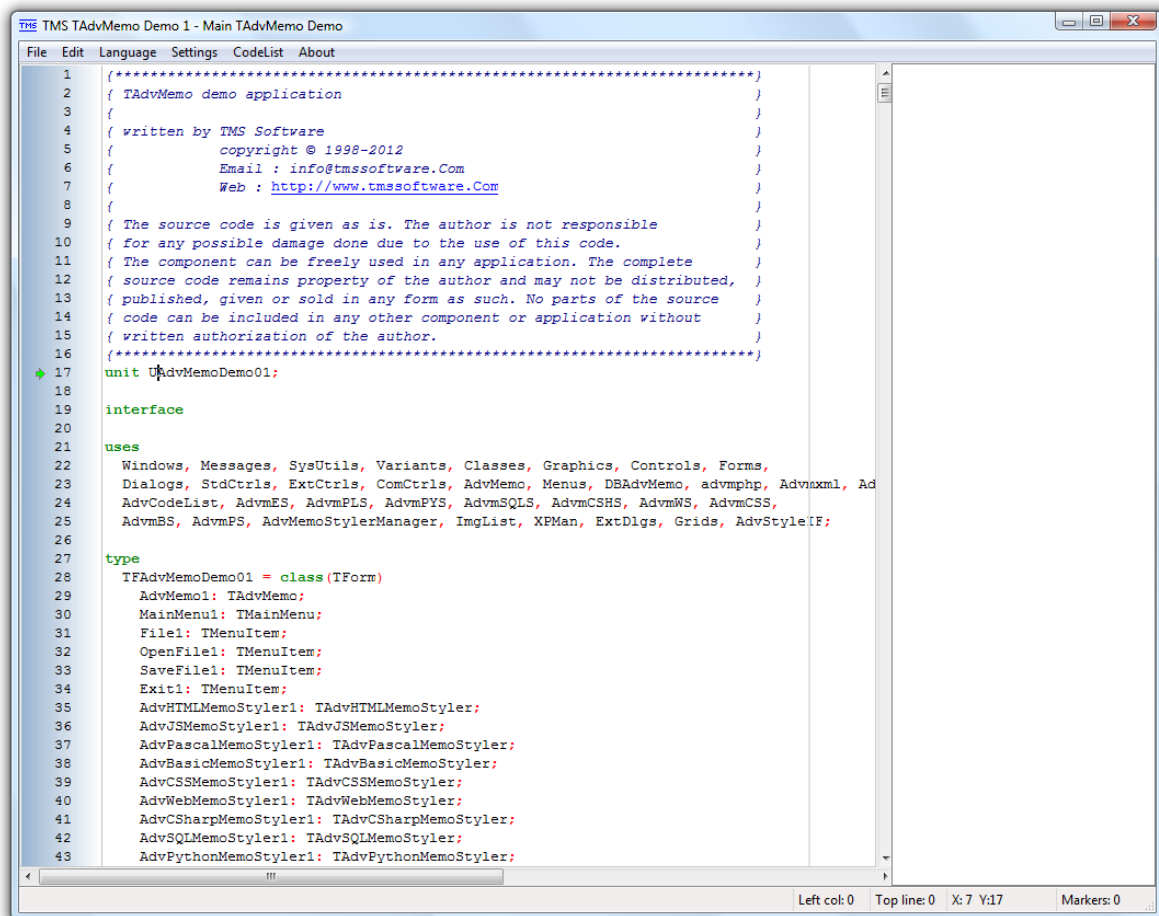 TMS TMS TAdvMemo Demo 1 - Main TAdvMemo Demo
File Edit Language Settings CodeList About
1 {*************************************************************************}
2 { TAdvMemo demo application }
3 { }
4 { written by TMS Software }
5 { copyright © 1998-2012 }
6 { Email : info@tmssoftware.Com }
7 { Web : http://www.tmssoftware.Com }
8 { }
9 { The source code is given as is. The author is not responsible }
10 { for any possible damage done due to the use of this code. }
11 { The component can be freely used in any application. The complete }
12 { source code remains property of the author and may not be distributed, }
13 { published, given or sold in any form as such. No parts of the source }
14 { code can be included in any other component or application without }
15 { written authorization of the author. }
16 {*************************************************************************}
17 unit UAdvMemoDemo01;
18
19 interface
20
21 uses
22 Windows, Messages, SysUtils, Variants, Classes, Graphics, Controls, Forms,
23 Dialogs, StdCtrls, ExtCtrls, ComCtrls, AdvMemo, Menus, DBAdvMemo, advmphp, Advmxml, Ad
24 AdvCodeList, AdvmES, AdvmPLS, AdvmPYS, AdvmSQLS, AdvmCSHS, AdvmWS, AdvmCSS,
25 AdvmBS, AdvmPS, AdvMemoStylerManager, ImgList, XPMan, ExtDlgs, Grids, AdvStyleIF;
26
27 type
28 TFAdvMemoDemo01 = class(TForm)
29 AdvMemo1: TAdvMemo;
30 MainMenu1: TMainMenu;
31 File1: TMenuItem;
32 OpenFile1: TMenuItem;
33 SaveFile1: TMenuItem;
34 Exit1: TMenuItem;
35 AdvHTMLMemoStyler1: TAdvHTMLMemoStyler;
36 AdvJSMemoStyler1: TAdvJSMemoStyler;
37 AdvPascalMemoStyler1: TAdvPascalMemoStyler;
38 AdvBasicMemoStyler1: TAdvBasicMemoStyler;
39 AdvCSSMemoStyler1: TAdvCSSMemoStyler;
40 AdvWebMemoStyler1: TAdvWebMemoStyler;
41 AdvCSharpMemoStyler1: TAdvCSharpMemoStyler;
42 AdvSQLMemoStyler1: TAdvSQLMemoStyler;
43 AdvPythonMemoStyler1: TAdvPythonMemoStyler;
Left col: 0 Top line: 0 X: 7 Y:17 Markers: 0